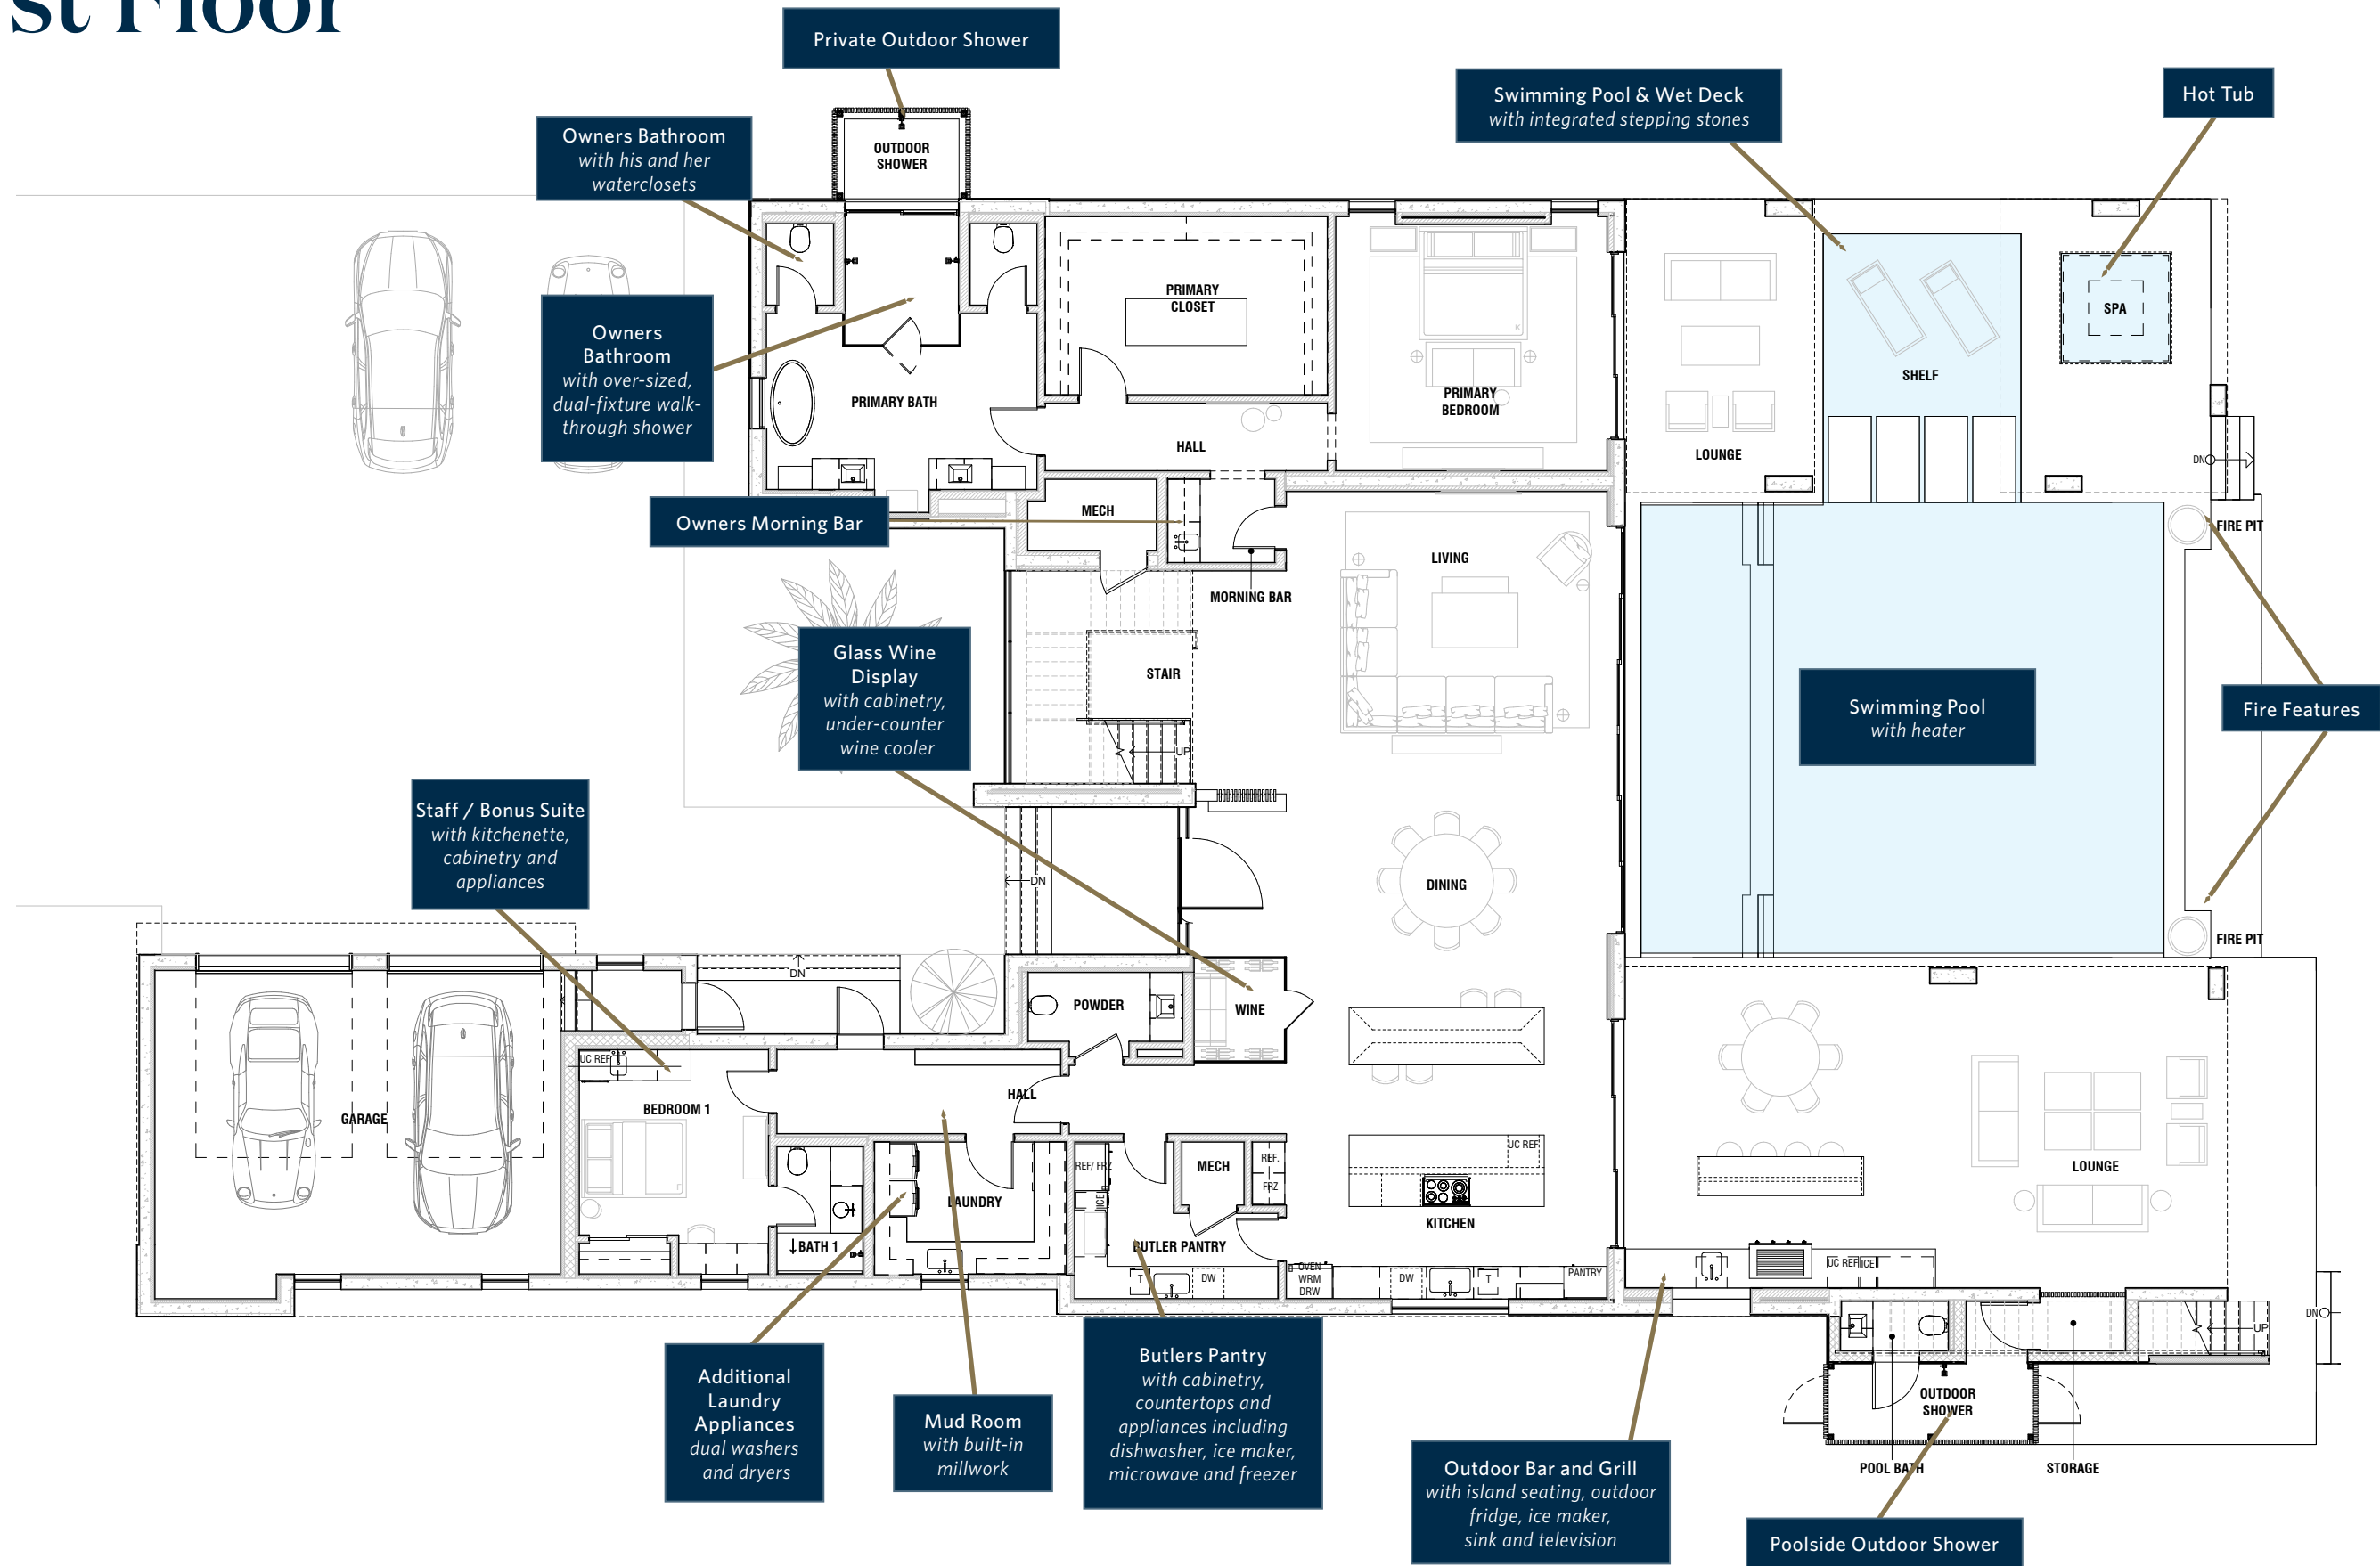 st Floor
Private Outdoor Shower
Swimming Pool & Wet Deck
with integrated stepping stones
Hot Tub
Owners Bathroom
with his and her
waterclosets
OUTDOOR
SHOWER
Owners
Bathroom
with over-sized,
dual-fixture walk-
through shower
PRIMARY
CLOSET
PRIMARY BATH
PRIMARY
BEDROOM
K
HALL
LOUNGE
SHELF
SPA
DN
Owners Morning Bar
MECH
MORNING BAR
LIVING
FIRE PIT
Glass Wine
Display
with cabinetry,
under-counter
wine cooler
STAIR
UP
Swimming Pool
with heater
Fire Features
Staff / Bonus Suite
with kitchenette,
cabinetry and
appliances
DN
DINING
FIRE PIT
DN
POWDER
WINE
UC REF
GARAGE
BEDROOM 1
F
HALL
BATH 1
LAUNDRY
REF/ FRZ
ICE
MECH
REF.
FRZ
BUTLER PANTRY
T
DW
OVEN
WRM
DRW
DW
T
PANTRY
UC REF
KITCHEN
LOUNGE
UC REF
ICE
UP
DN
Additional
Laundry
Appliances
dual washers
and dryers
Mud Room
with built-in
millwork
Butlers Pantry
with cabinetry,
countertops and
appliances including
dishwasher, ice maker,
microwave and freezer
Outdoor Bar and Grill
with island seating, outdoor
fridge, ice maker,
sink and television
OUTDOOR
SHOWER
POOL BATH
STORAGE
Poolside Outdoor Shower